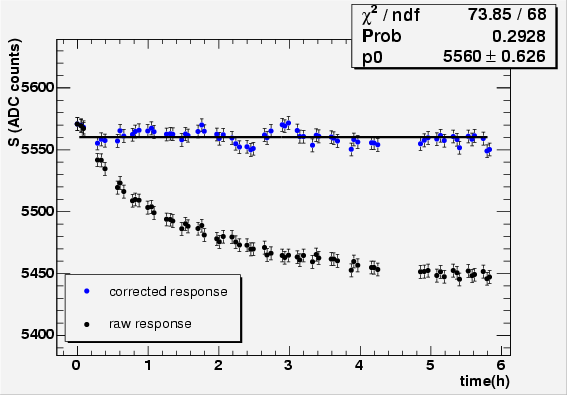 χ² / ndf 73.85 / 68
Prob 0.2928
p0 5560 ± 0.626
S (ADC counts)
5600
5550
5500
5450
5400
corrected response
raw response
0 1 2 3 4 5 6
time(h)